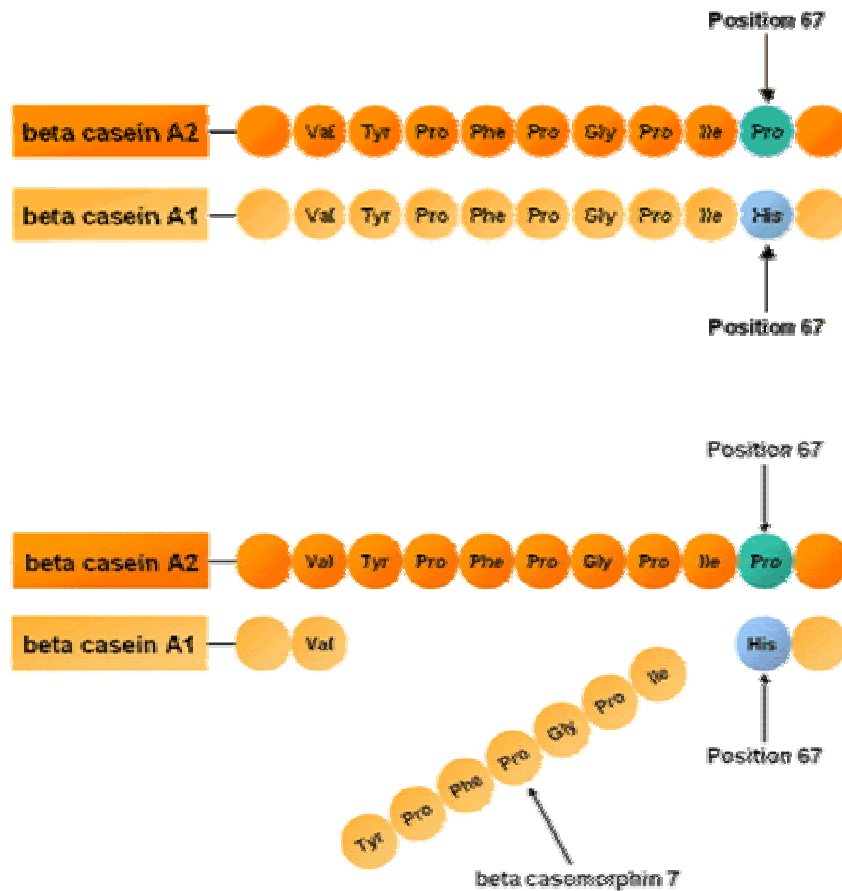 Position 67
beta casein A2 Val Tyr Pro Phe Pro Gly Pro Ile Pro
beta casein A1 Val Tyr Pro Phe Pro Gly Pro Ile His
Position 67
Position 67
beta casein A2 Val Tyr Pro Phe Pro Gly Pro Ile Pro
beta casein A1 Val His
Tyr Pro Phe Pro Gly Pro Ile
Position 67
beta casomorphin 7